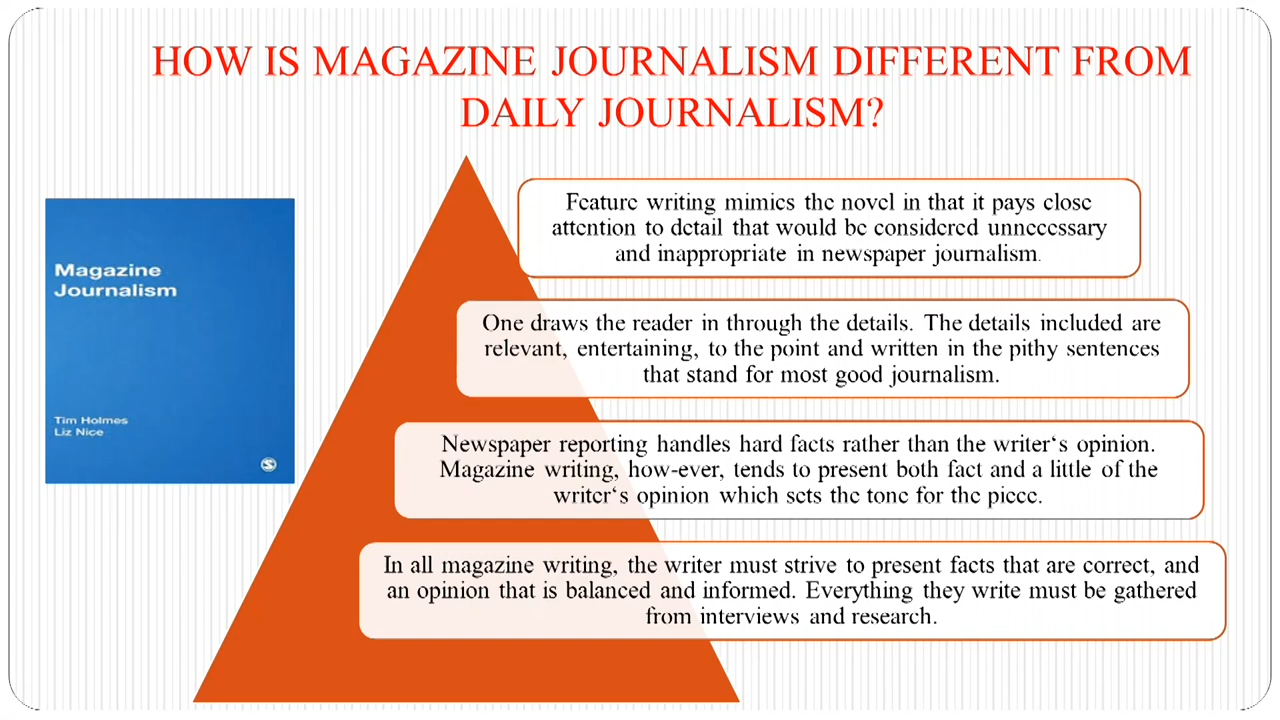 HOW IS MAGAZINE JOURNALISM DIFFERENT FROM
DAILY JOURNALISM?
Magazine
Journalism
Tim Holmes
Liz Nice
Feature writing mimics the novel in that it pays close
attention to detail that would be considered unnecessary
and inappropriate in newspaper journalism.
One draws the reader in through the details. The details included are
relevant, entertaining, to the point and written in the pithy sentences
that stand for most good journalism.
Newspaper reporting handles hard facts rather than the writer‘s opinion.
Magazine writing, how-ever, tends to present both fact and a little of the
writer‘s opinion which sets the tone for the piece.
In all magazine writing, the writer must strive to present facts that are correct, and
an opinion that is balanced and informed. Everything they write must be gathered
from interviews and research.